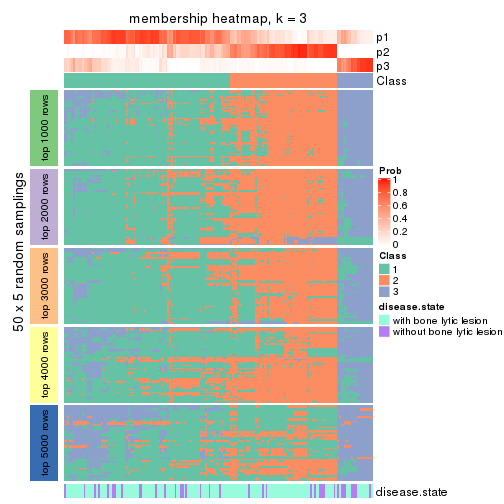 membership heatmap, k = 3
p1
p2
p3
Class
50 x 5 random samplings
top 1000 rows
top 2000 rows
top 3000 rows
top 4000 rows
top 5000 rows
disease.state
Prob
1
0.8
0.6
0.4
0.2
0
Class
1
2
3
disease.state
with bone lytic lesion
without bone lytic lesion